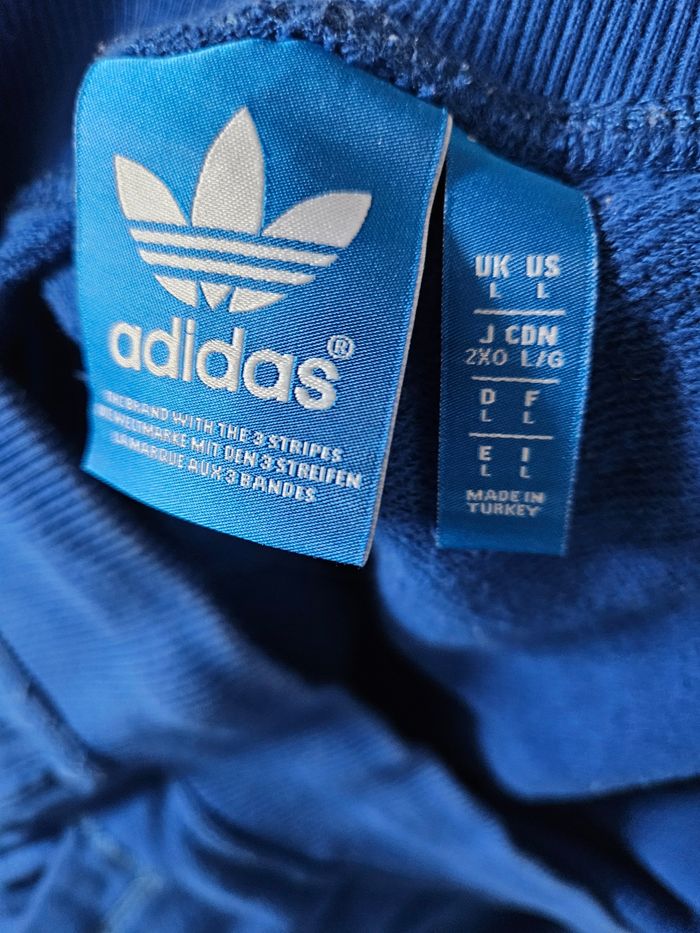 adidas®
THE BRAND WITH THE 3 STRIPES
DIE WELTMARKE MIT DEN 3 STREIFEN
LA MARQUE AUX 3 BANDES
UK US
L L
J CDN
2XO L/G
D F
L L
E I
L L
MADE IN
TURKEY